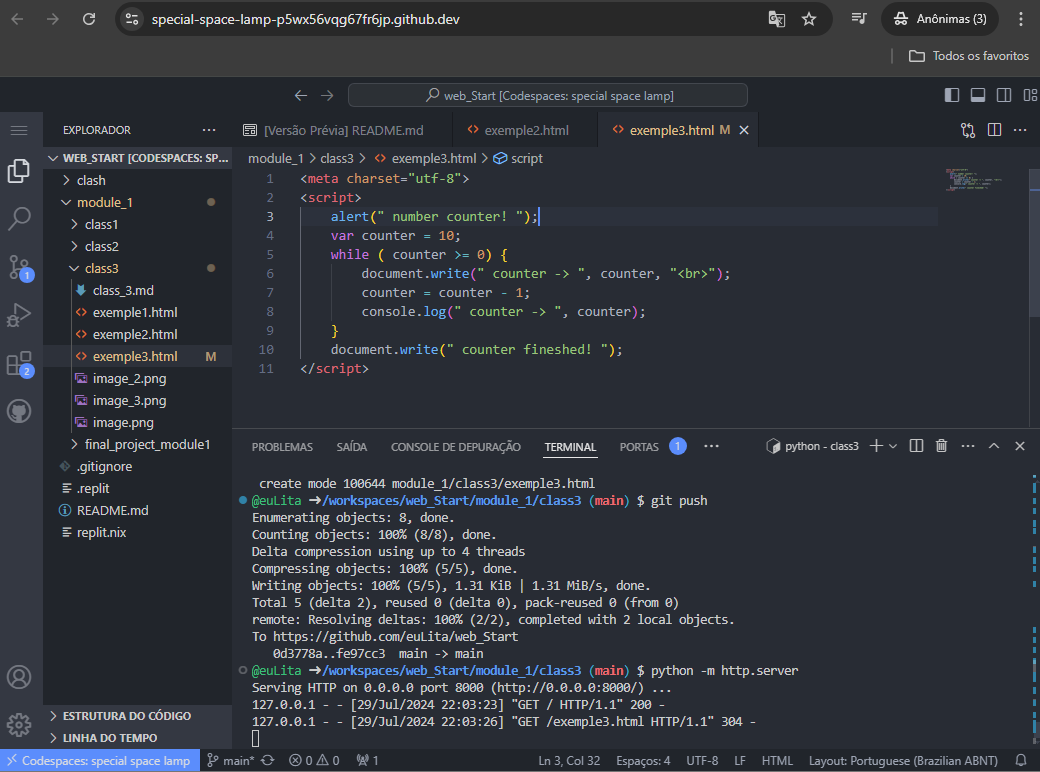 special-space-lamp-p5wx56vqg67fr6jp.github.dev
Anônimas (3)
Todos os favoritos
web_Start [Codespaces: special space lamp]
EXPLORADOR
WEB_START [CODESPACES: SP...
clash
module_1
class1
class2
class3
class_3.md
exemple1.html
exemple2.html
exemple3.html M
image_2.png
image_3.png
image.png
final_project_module1
.gitignore
.replit
README.md
replit.nix
ESTRUTURA DO CÓDIGO
LINHA DO TEMPO
1
2
[Versão Prévia] README.md
exemple2.html
exemple3.html M
module_1 > class3 > exemple3.html > script
1 <meta charset="utf-8">
2 <script>
3 alert(" number counter! ");
4 var counter = 10;
5 while ( counter >= 0) {
6 document.write(" counter -> ", counter, "<br>");
7 counter = counter - 1;
8 console.log(" counter -> ", counter);
9 }
10 document.write(" counter fineshed! ");
11 </script>
PROBLEMAS SAÍDA CONSOLE DE DEPURAÇÃO TERMINAL PORTAS 1 python - class3
create mode 100644 module_1/class3/exemple3.html
@euLita ➜/workspaces/web_Start/module_1/class3 (main) $ git push
Enumerating objects: 8, done.
Counting objects: 100% (8/8), done.
Delta compression using up to 4 threads
Compressing objects: 100% (5/5), done.
Writing objects: 100% (5/5), 1.31 KiB | 1.31 MiB/s, done.
Total 5 (delta 2), reused 0 (delta 0), pack-reused 0 (from 0)
remote: Resolving deltas: 100% (2/2), completed with 2 local objects.
To https://github.com/euLita/web_Start
0d3778a..fe97cc3 main -> main
@euLita ➜/workspaces/web_Start/module_1/class3 (main) $ python -m http.server
Serving HTTP on 0.0.0.0 port 8000 (http://0.0.0.0:8000/) ...
127.0.0.1 - - [29/Jul/2024 22:03:23] "GET / HTTP/1.1" 200 -
127.0.0.1 - - [29/Jul/2024 22:03:26] "GET /exemple3.html HTTP/1.1" 304 -
Codespaces: special space lamp main* 0 0 1 Ln 3, Col 32 Espaços: 4 UTF-8 LF HTML Layout: Portuguese (Brazilian ABNT)